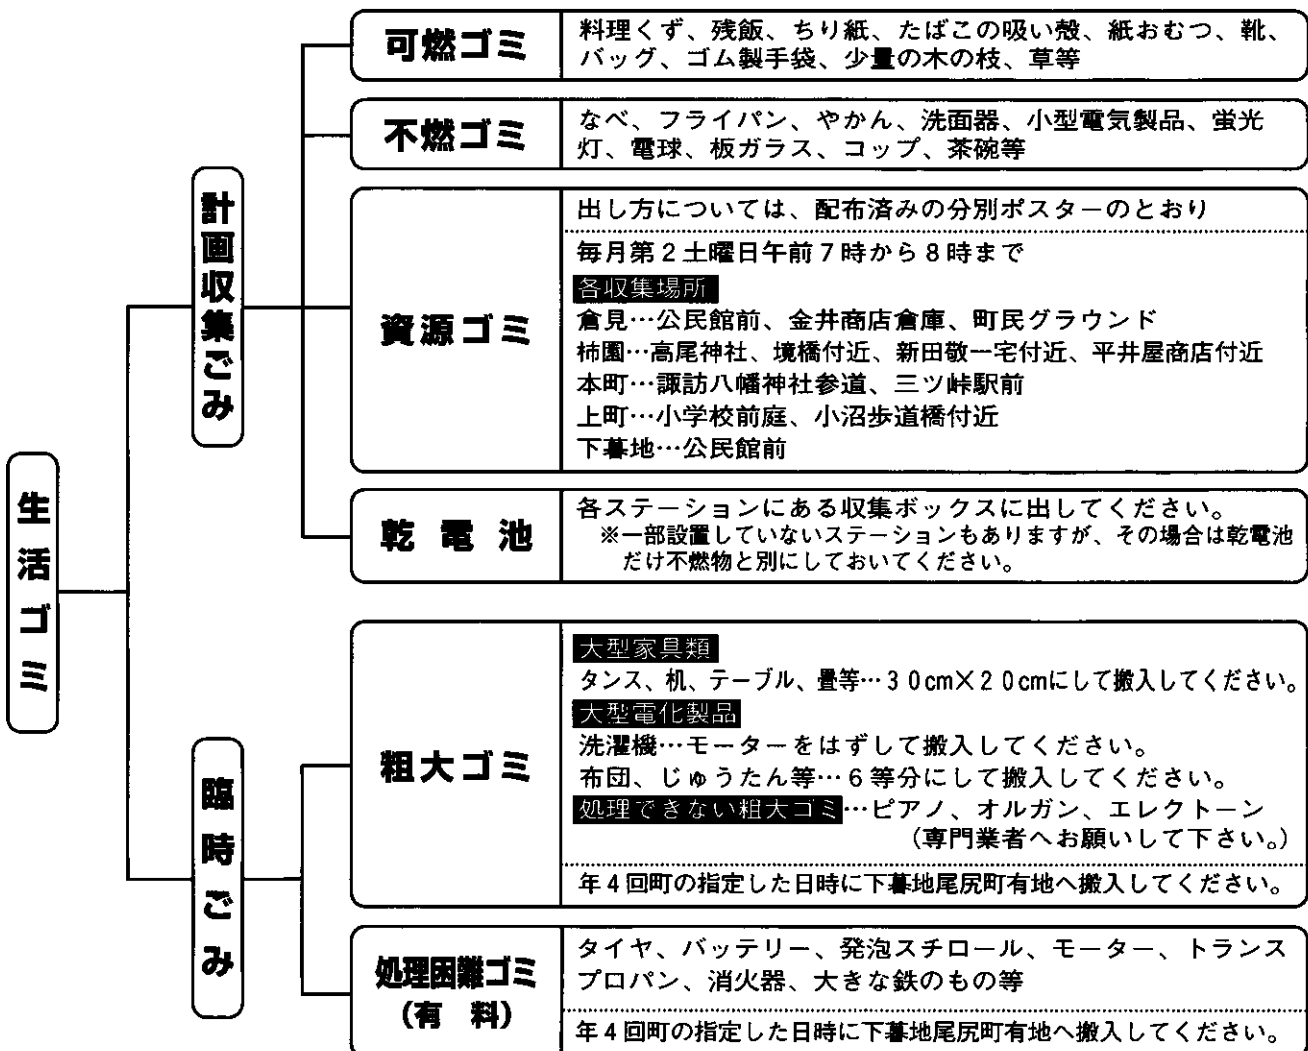 生活ゴミ
計画収集ごみ
可燃ゴミ
料理くず、残飯、ちり紙、たばこの吸い殻、紙おむつ、靴、
バッグ、ゴム製手袋、少量の木の枝、草等
不燃ゴミ
なべ、フライパン、やかん、洗面器、小型電気製品、蛍光
灯、電球、板ガラス、コップ、茶碗等
資源ゴミ
出し方については、配布済みの分別ポスターのとおり
毎月第2土曜日午前7時から8時まで
各収集場所
倉見…公民館前、金井商店倉庫、町民グラウンド
柿園…高尾神社、境橋付近、新田敬一宅付近、平井屋商店付近
本町…諏訪八幡神社参道、三ツ峠駅前
上町…小学校前庭、小沼歩道橋付近
下暮地…公民館前
乾電池
各ステーションにある収集ボックスに出してください。
※一部設置していないステーションもありますが、その場合は乾電池
だけ不燃物と別にしておいてください。
臨時ごみ
粗大ゴミ
大型家具類
タンス、机、テーブル、畳等…30cm×20cmにして搬入してください。
大型電化製品
洗濯機…モーターをはずして搬入してください。
布団、じゅうたん等…6等分にして搬入してください。
処理できない粗大ゴミ…ピアノ、オルガン、エレクトーン
(専門業者へお願いして下さい。)
年4回町の指定した日時に下暮地尾尻町有地へ搬入してください。
処理困難ゴミ
(有料)
タイヤ、バッテリー、発泡スチロール、モーター、トランス
プロパン、消火器、大きな鉄のもの等
年4回町の指定した日時に下暮地尾尻町有地へ搬入してください。